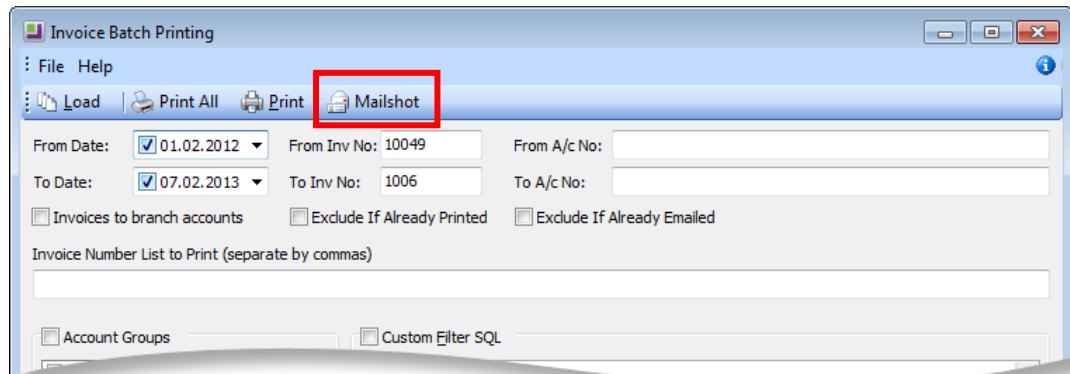 Invoice Batch Printing
File Help
Load Print All Print Mailshot
From Date: 01.02.2012 From Inv No: 10049 From A/c No:
To Date: 07.02.2013 To Inv No: 1006 To A/c No:
Invoices to branch accounts Exclude If Already Printed Exclude If Already Emailed
Invoice Number List to Print (separate by commas)
Account Groups Custom Filter SQL